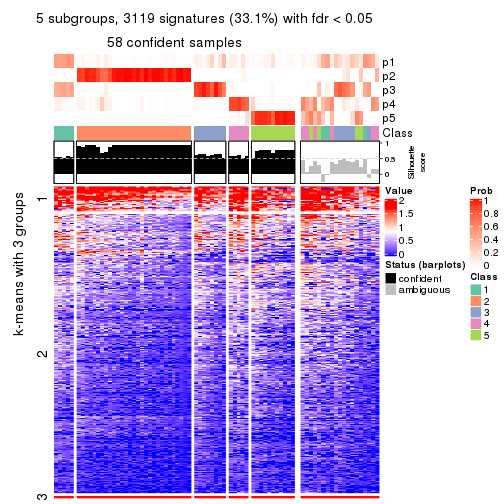 5 subgroups, 3119 signatures (33.1%) with fdr < 0.05
58 confident samples
p1
p2
p3
p4
p5
Class
1
0.5
0
Silhouette
score
k-means with 3 groups
1
2
3
Value
2
1.5
1
0.5
0
Status (barplots)
confident
ambiguous
Prob
1
0.8
0.6
0.4
0.2
0
Class
1
2
3
4
5